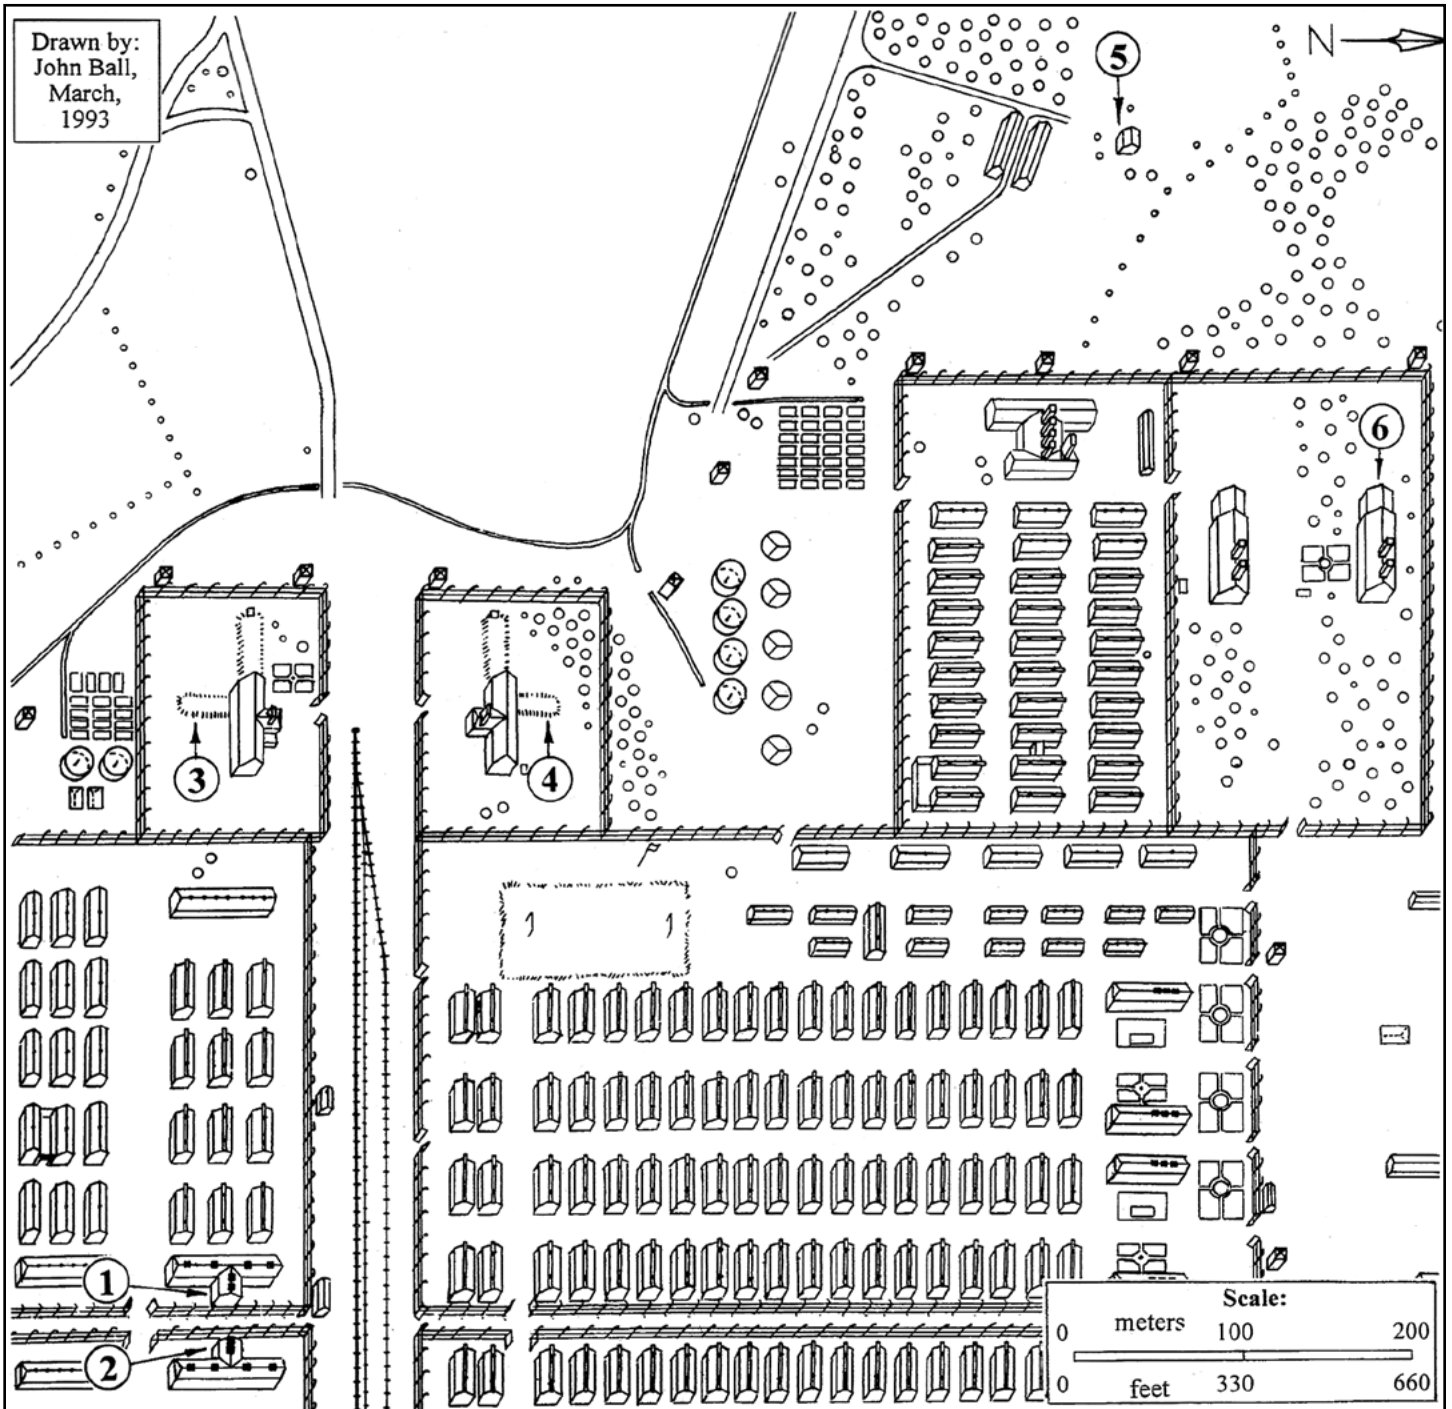 Drawn by:
John Ball,
March,
1993
N
5
6
3
4
1
2
Scale:
0 meters 100 200
0 feet 330 660